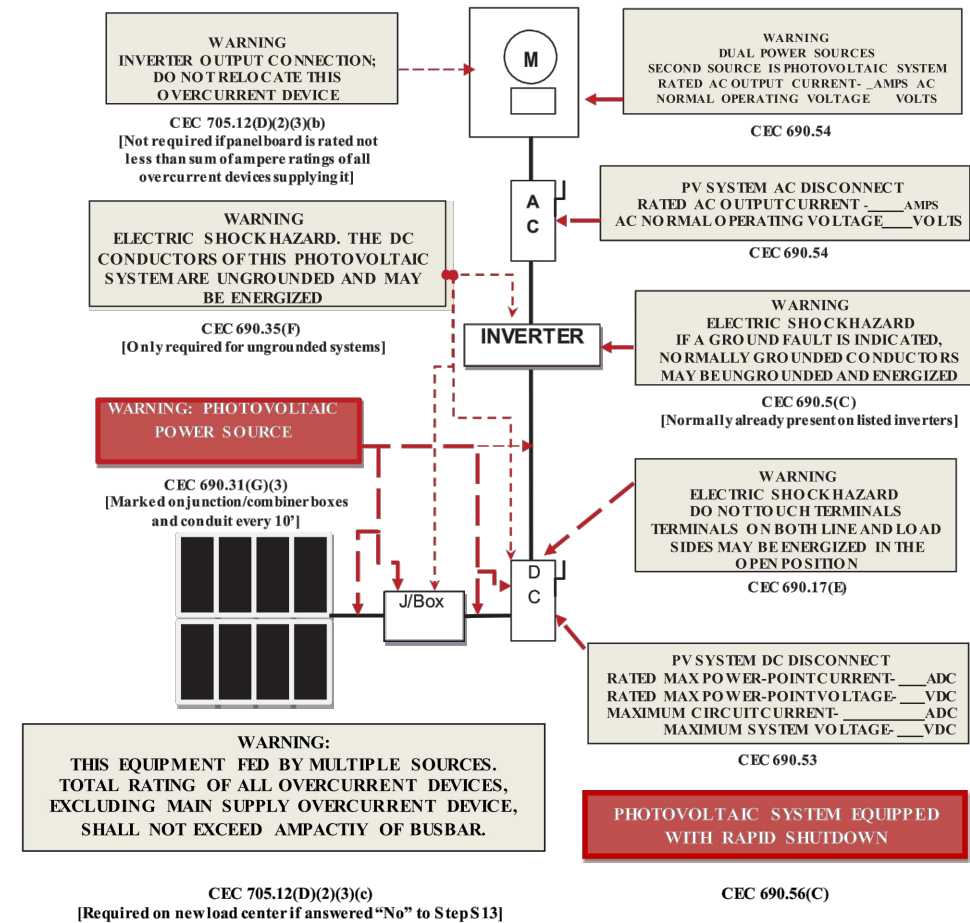 WARNING
INVERTER OUTPUT CONNECTION;
DO NOT RELOCATE THIS
OVERCURRENT DEVICE
CEC 705.12(D)(2)(3)(b)
[Not required if panelboard is rated not
less than sum of ampere ratings of all
overcurrent devices supplying it]
M
WARNING
DUAL POWER SOURCES
SECOND SOURCE IS PHOTOVOLTAIC SYSTEM
RATED AC OUTPUT CURRENT- _AMPS AC
NORMAL OPERATING VOLTAGE VOLTS
CEC 690.54
A
C
PV SYSTEM AC DISCONNECT
RATED AC OUTPUT CURRENT -____AMPS
AC NORMAL OPERATING VOLTAGE___VOLTS
CEC 690.54
WARNING
ELECTRIC SHOCK HAZARD. THE DC
CONDUCTORS OF THIS PHOTOVOLTAIC
SYSTEM ARE UNGROUNDED AND MAY
BE ENERGIZED
CEC 690.35(F)
[Only required for ungrounded systems]
INVERTER
WARNING
ELECTRIC SHOCK HAZARD
IF A GROUND FAULT IS INDICATED,
NORMALLY GROUNDED CONDUCTORS
MAY BE UNGROUNDED AND ENERGIZED
CEC 690.5(C)
[Normally already present on listed inverters]
WARNING: PHOTOVOLTAIC
POWER SOURCE
CEC 690.31(G)(3)
[Marked on junction/combiner boxes
and conduit every 10’]
WARNING
ELECTRIC SHOCK HAZARD
DO NOT TOUCH TERMINALS
TERMINALS ON BOTH LINE AND LOAD
SIDES MAY BE ENERGIZED IN THE
OPEN POSITION
CEC 690.17(E)
J/Box
D
C
PV SYSTEM DC DISCONNECT
RATED MAX POWER-POINT CURRENT- ___ADC
RATED MAX POWER-POINT VOLTAGE- ___VDC
MAXIMUM CIRCUIT CURRENT- _________ADC
MAXIMUM SYSTEM VOLTAGE- ___VDC
CEC 690.53
WARNING:
THIS EQUIPMENT FED BY MULTIPLE SOURCES.
TOTAL RATING OF ALL OVERCURRENT DEVICES,
EXCLUDING MAIN SUPPLY OVERCURRENT DEVICE,
SHALL NOT EXCEED AMPACTIY OF BUSBAR.
CEC 705.12(D)(2)(3)(c)
[Required on new load center if answered “No” to Step S13]
PHOTOVOLTAIC SYSTEM EQUIPPED
WITH RAPID SHUTDOWN
CEC 690.56(C)